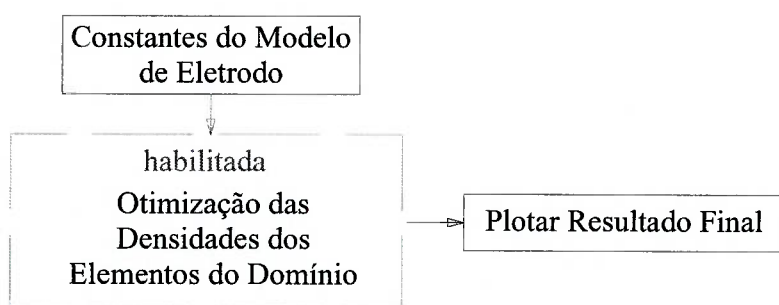 Constantes do Modelo
de Eletrodo
habilitada
Otimização das
Densidades dos
Elementos do Domínio
Plotar Resultado Final